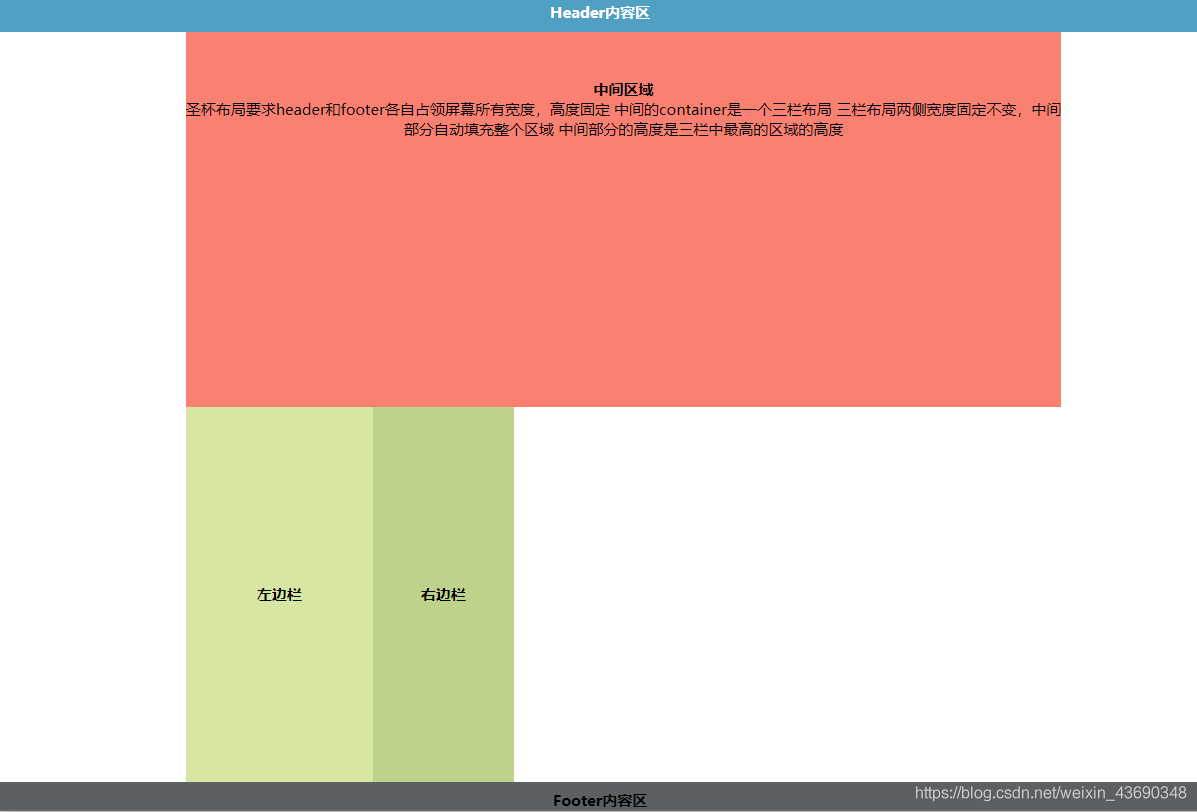 Header内容区
中间区域
圣杯布局要求header和footer各自占领屏幕所有宽度，高度固定 中间的container是一个三栏布局 三栏布局两侧宽度固定不变，中间
部分自动填充整个区域 中间部分的高度是三栏中最高的区域的高度
左边栏
右边栏
Footer内容区
https://blog.csdn.net/weixin_43690348